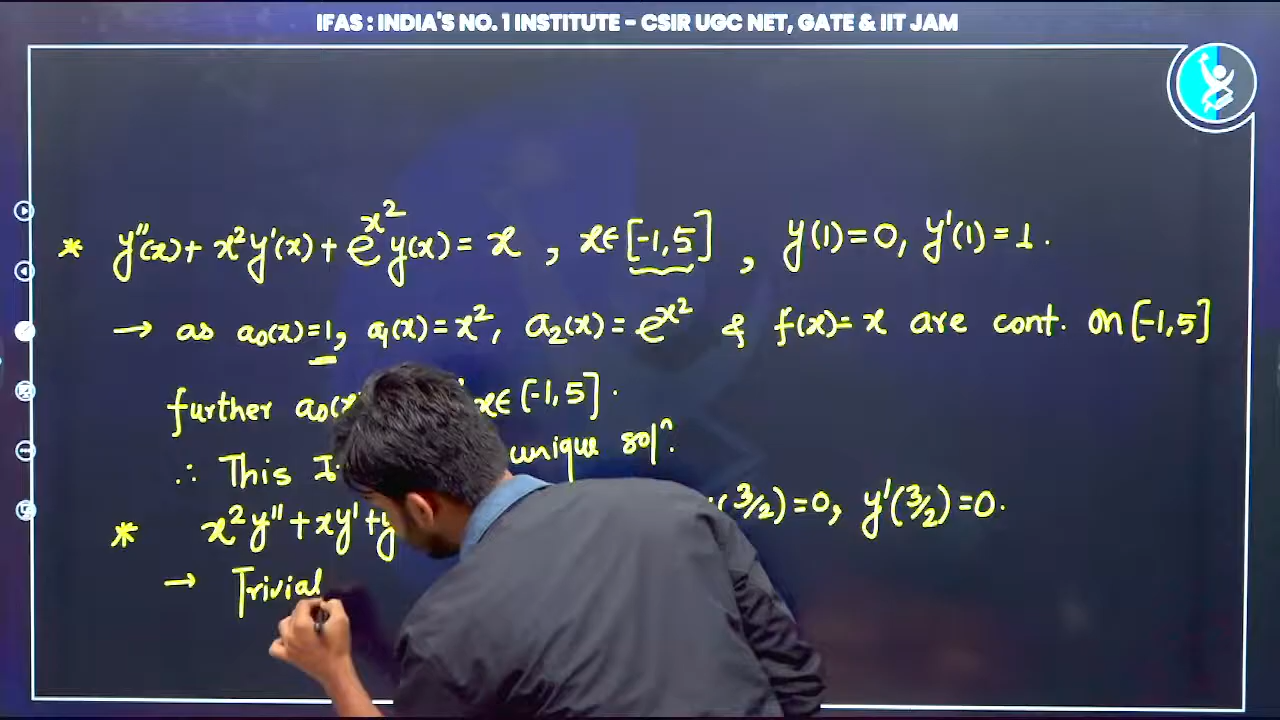 IFAS : INDIA'S NO. 1 INSTITUTE - CSIR UGC NET, GATE & IIT JAM
* y''(x) + x²y'(x) + e^{x²}y(x) = x , x∈[-1,5] , y(1)=0, y'(1)=1.
→ as a₀(x)=1, a₁(x)=x², a₂(x)=e^{x²} & f(x)=x are cont. on [-1,5]
further x∈[-1,5].
∴ This unique solⁿ.
* x²y''+xy'+y (3/2)=0, y'(3/2)=0.
→ Trivial